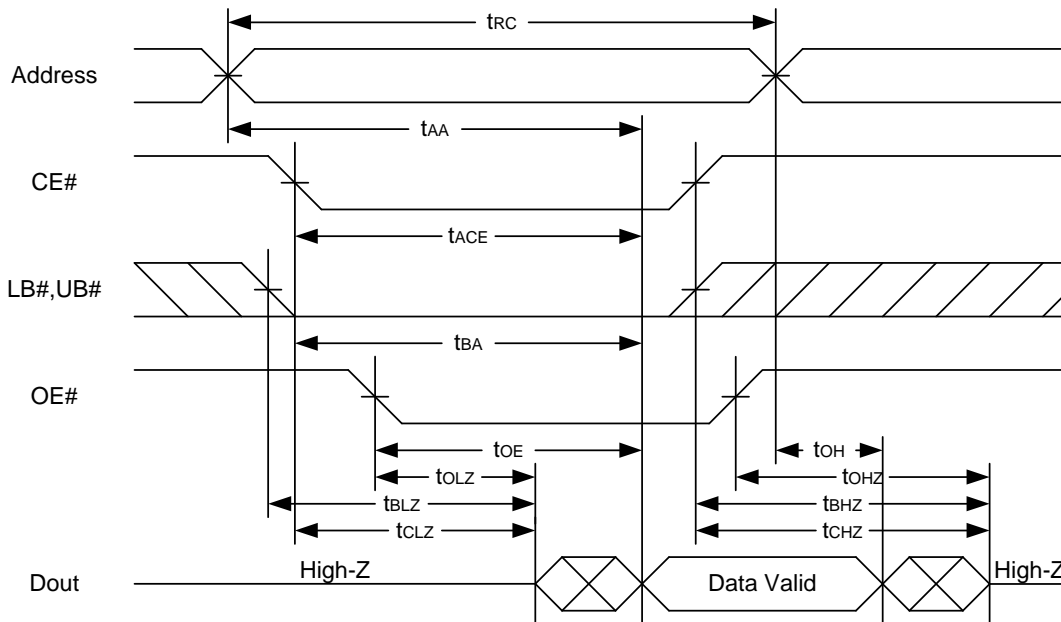 tRC
Address
tAA
CE#
tACE
LB#,UB#
tBA
OE#
tOE
tOH
tOLZ
tOHZ
tBLZ
tBHZ
tCLZ
tCHZ
High-Z
High-Z
Dout
Data Valid